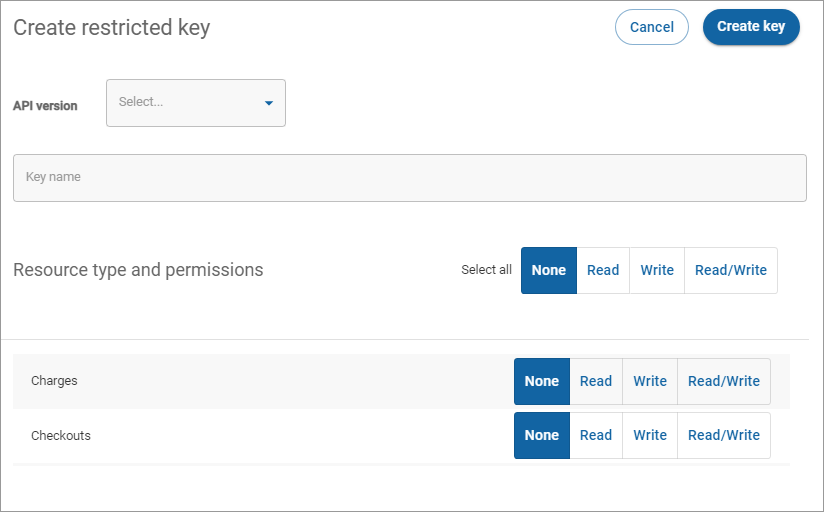 Create restricted key Cancel Create key
API version Select...
Key name
Resource type and permissions Select all None Read Write Read/Write
Charges None Read Write Read/Write
Checkouts None Read Write Read/Write